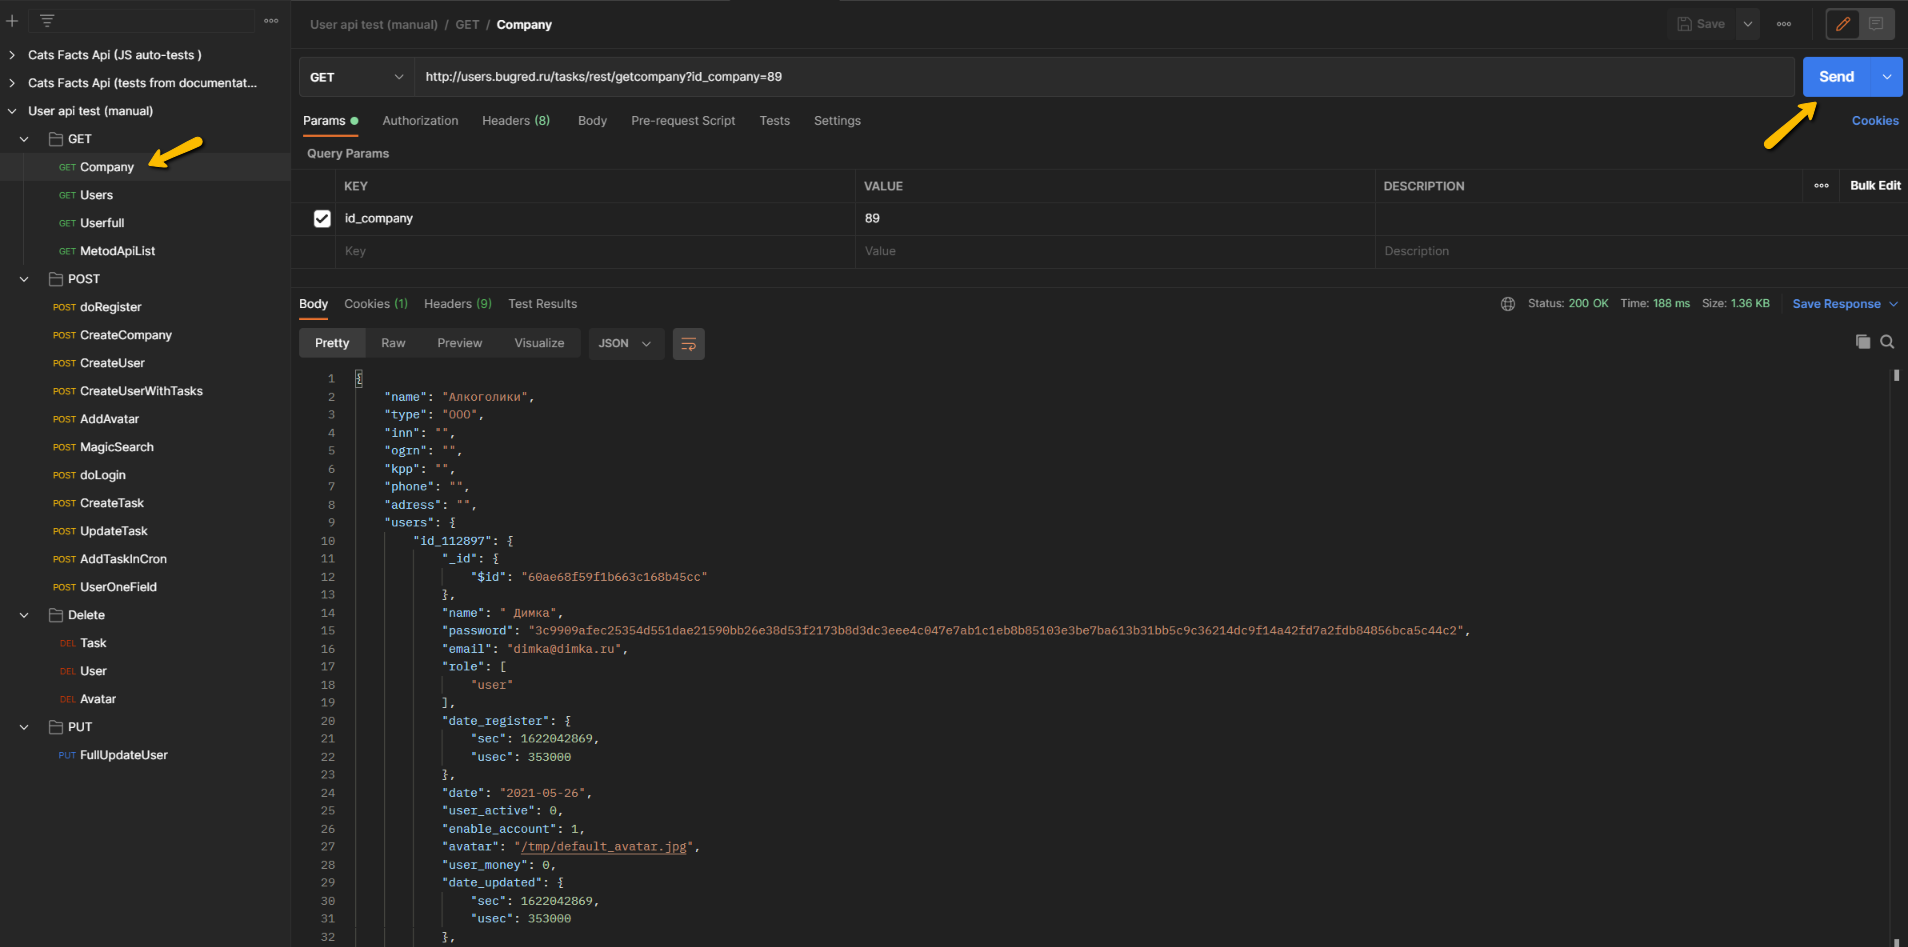 User api test (manual) / GET / Company
Save
Cats Facts Api (JS auto-tests )
Cats Facts Api (tests from documentat...
User api test (manual)
GET
GET Company
GET Users
GET Userfull
GET MetodApiList
POST
POST doRegister
POST CreateCompany
POST CreateUser
POST CreateUserWithTasks
POST AddAvatar
POST MagicSearch
POST doLogin
POST CreateTask
POST UpdateTask
POST AddTaskInCron
POST UserOneField
Delete
DEL Task
DEL User
DEL Avatar
PUT
PUT FullUpdateUser
GET http://users.bugred.ru/tasks/rest/getcompany?id_company=89 Send
Params Authorization Headers (8) Body Pre-request Script Tests Settings Cookies
Query Params
KEY VALUE DESCRIPTION Bulk Edit
id_company 89
Key Value Description
Body Cookies (1) Headers (9) Test Results Status: 200 OK Time: 188 ms Size: 1.36 KB Save Response
Pretty Raw Preview Visualize JSON
1 {
2 "name": "Алкоголики",
3 "type": "ООО",
4 "inn": "",
5 "ogrn": "",
6 "kpp": "",
7 "phone": "",
8 "adress": "",
9 "users": {
10 "id_112897": {
11 "_id": {
12 "$id": "60ae68f59f1b663c168b45cc"
13 },
14 "name": " Димка",
15 "password": "3c9909afec25354d551dae21590bb26e38d53f2173b8d3dc3eee4c047e7ab1c1eb8b85103e3be7ba613b31bb5c9c36214dc9f14a42fd7a2fdb84856bca5c44c2",
16 "email": "dimka@dimka.ru",
17 "role": [
18 "user"
19 ],
20 "date_register": {
21 "sec": 1622042869,
22 "usec": 353000
23 },
24 "date": "2021-05-26",
25 "user_active": 0,
26 "enable_account": 1,
27 "avatar": "/tmp/default_avatar.jpg",
28 "user_money": 0,
29 "date_updated": {
30 "sec": 1622042869,
31 "usec": 353000
32 },